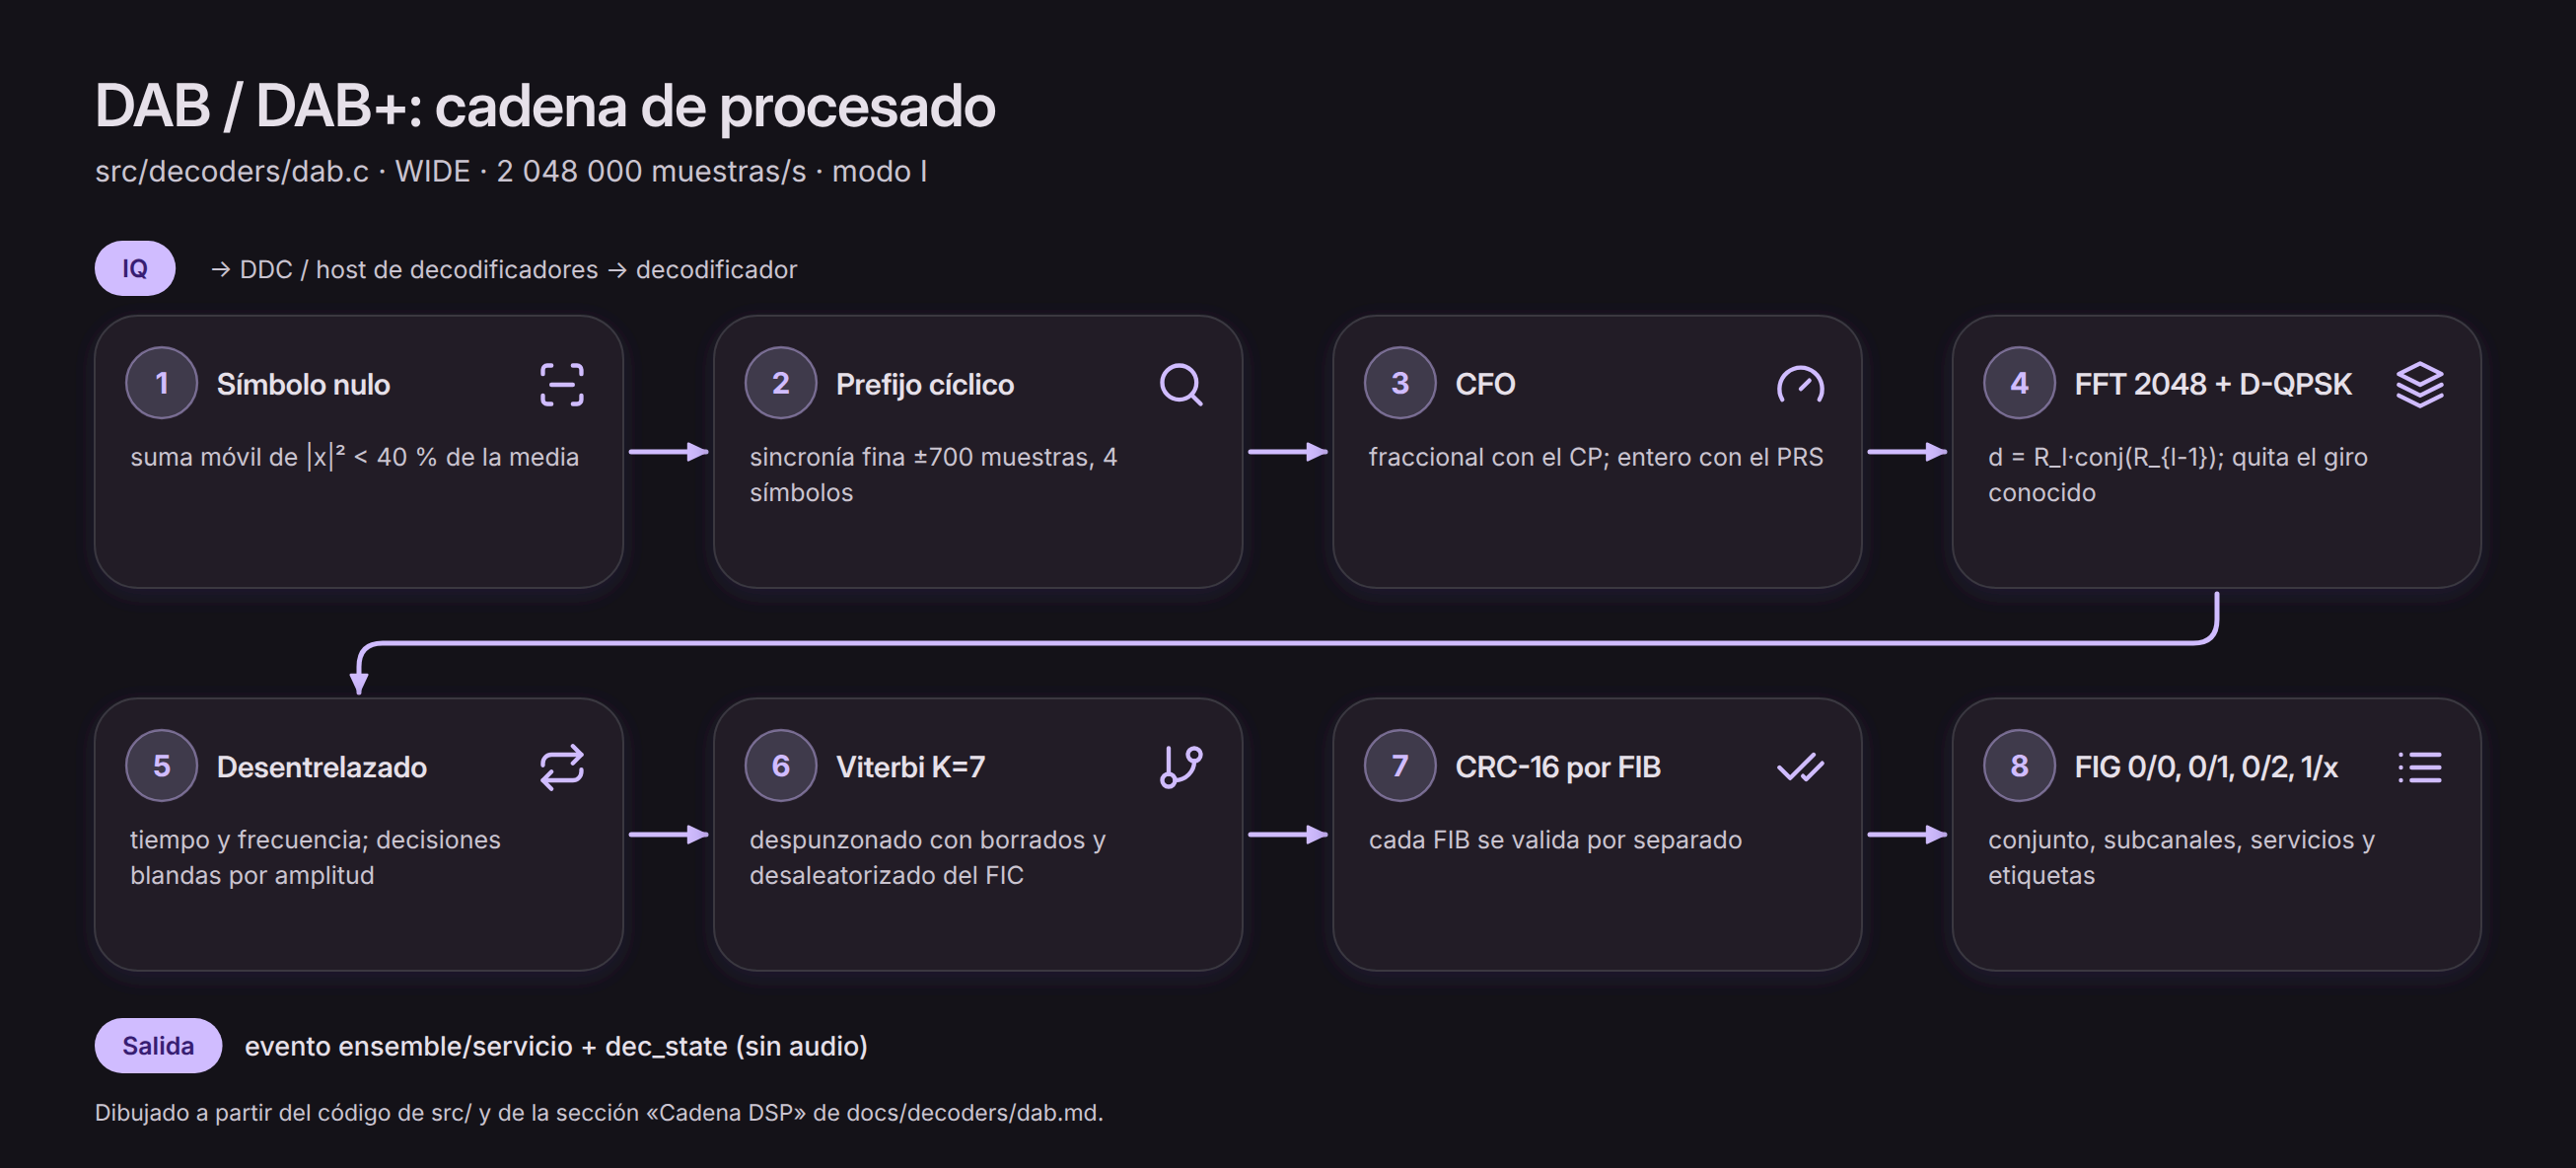 DAB / DAB+: cadena de procesado
src/decoders/dab.c · WIDE · 2 048 000 muestras/s · modo I
IQ → DDC / host de decodificadores → decodificador
1 Símbolo nulo
suma móvil de |x|² < 40 % de la media
2 Prefijo cíclico
sincronía fina ±700 muestras, 4
símbolos
3 CFO
fraccional con el CP; entero con el PRS
4 FFT 2048 + D-QPSK
d = R_l·conj(R_{l-1}); quita el giro
conocido
5 Desentrelazado
tiempo y frecuencia; decisiones
blandas por amplitud
6 Viterbi K=7
despunzonado con borrados y
desaleatorizado del FIC
7 CRC-16 por FIB
cada FIB se valida por separado
8 FIG 0/0, 0/1, 0/2, 1/x
conjunto, subcanales, servicios y
etiquetas
Salida evento ensemble/servicio + dec_state (sin audio)
Dibujado a partir del código de src/ y de la sección «Cadena DSP» de docs/decoders/dab.md.